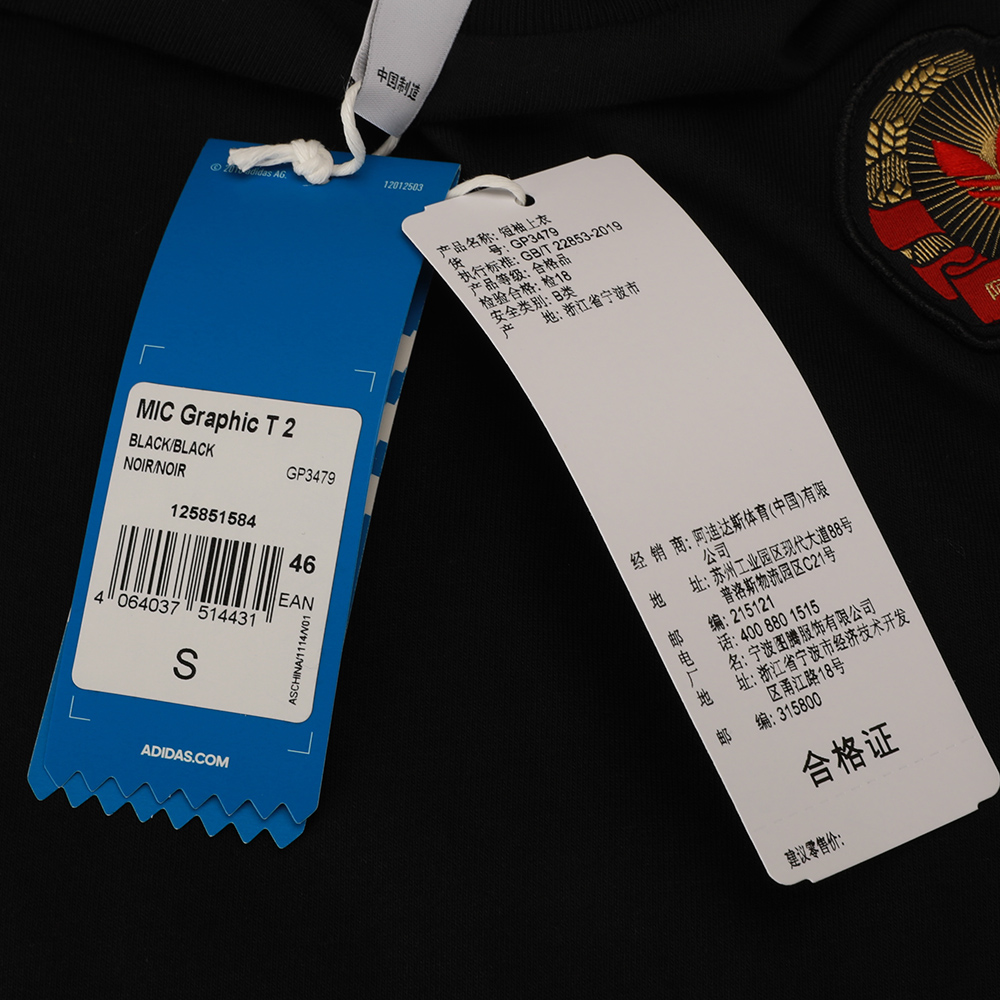 中国制造
© 2015 adidas AG.
12012503
MIC Graphic T 2
BLACK/BLACK
NOIR/NOIR
GP3479
125851584
46
4 064037 514431
EAN
S
ASCHINA/1114/V01
ADIDAS.COM
产品名称: 短袖上衣
货 号: GP3479
执行标准: GB/T 22853-2019
产品等级: 合格品
检验合格: 检18
安全类别: B类
产 地: 浙江省宁波市
经 销 商: 阿迪达斯体育(中国)有限
公司
地 址: 苏州工业园区现代大道88号
普洛斯物流园区C21号
邮 编: 215121
电 话: 400 880 1515
厂 名: 宁波图腾服饰有限公司
地 址: 浙江省宁波市经济技术开发
区甬江路18号
邮 编: 315800
合格证
建议零售价: